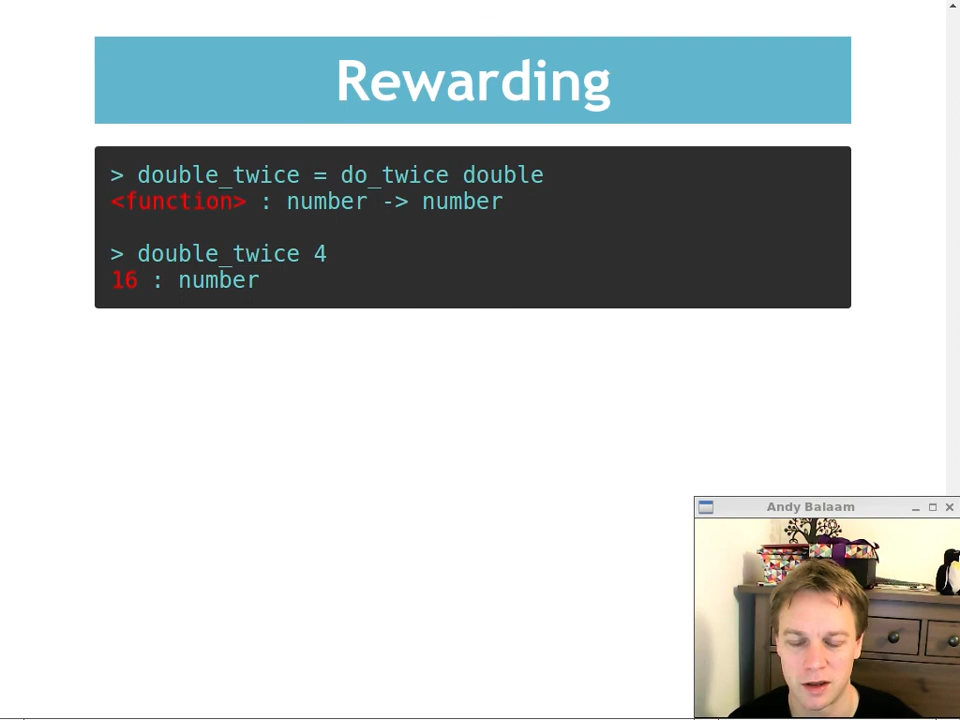 Rewarding
> double_twice = do_twice double
<function> : number -> number
> double_twice 4
16 : number
Andy Balaam